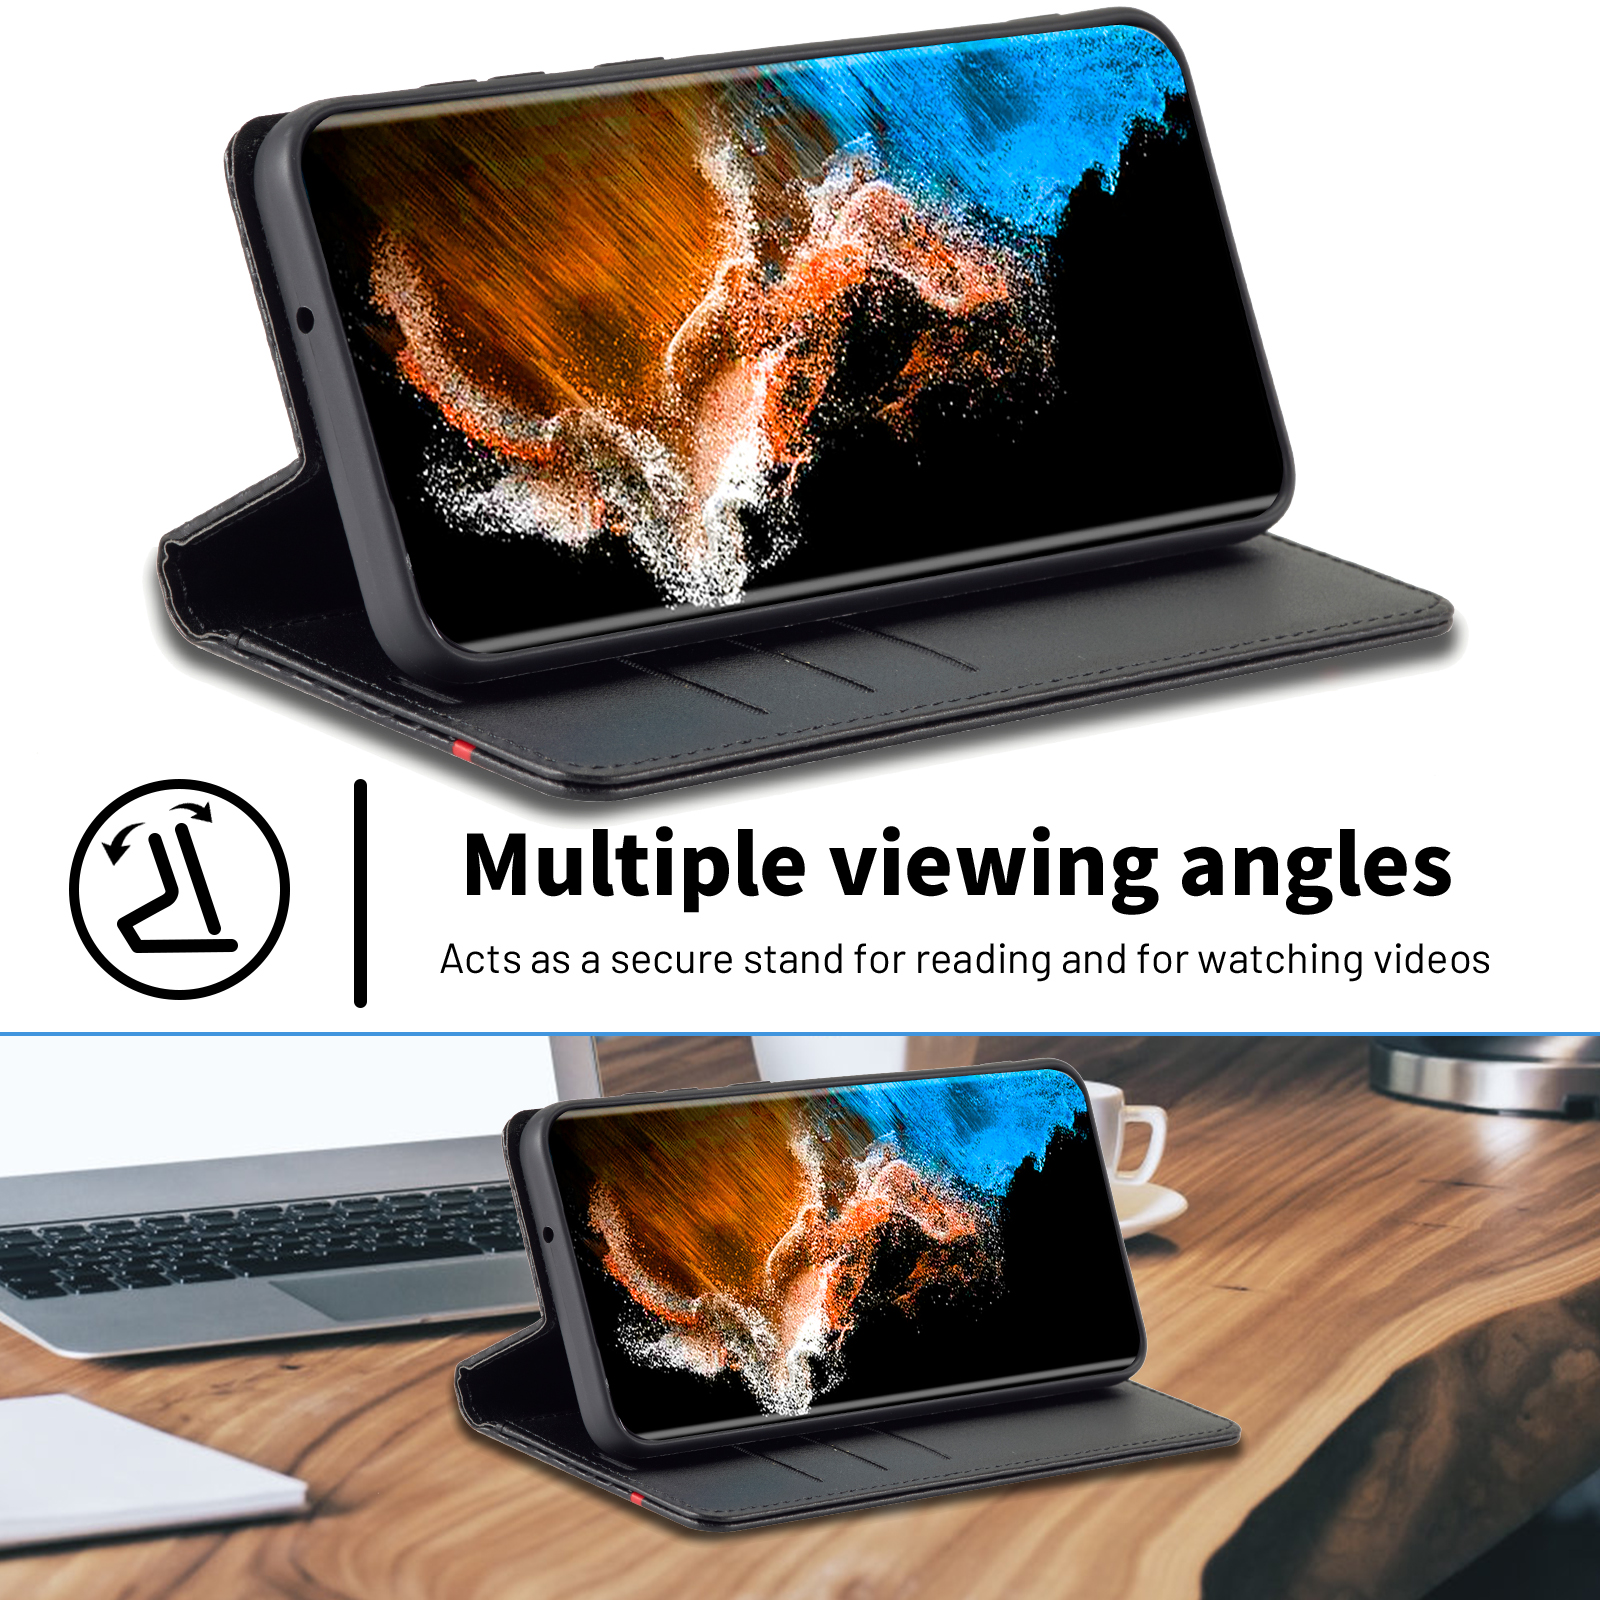 Multiple viewing angles
Acts as a secure stand for reading and for watching videos